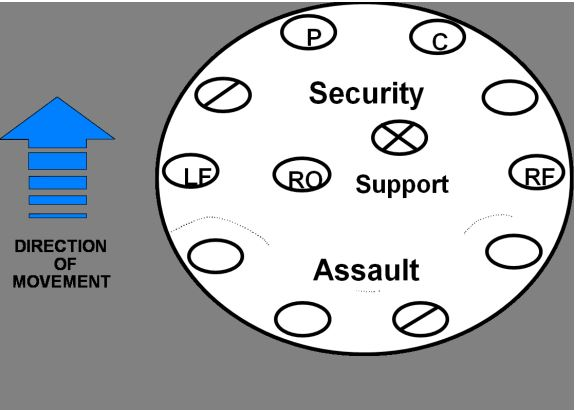 P
C
Security
LF
RO
Support
RF
DIRECTION
OF
MOVEMENT
Assault